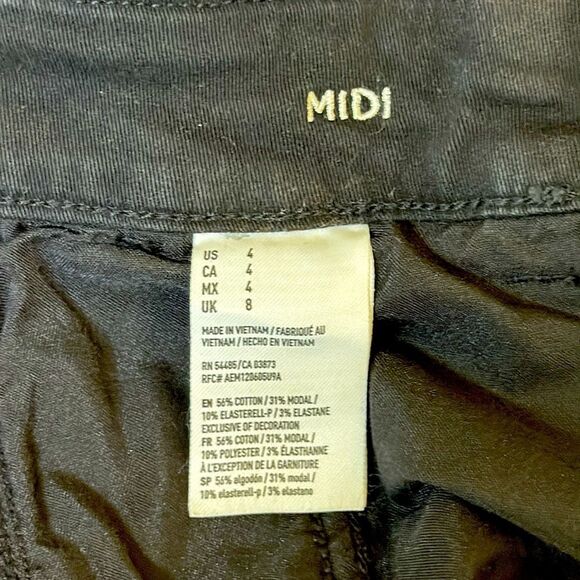 MIDI
US 4
CA 4
MX 4
UK 8
MADE IN VIETNAM / FABRIQUÉ AU
VIETNAM / HECHO EN VIETNAM
RN 54485/CA 03873
RFC# AEM120605U9A
EN 56% COTTON / 31% MODAL /
10% ELASTERELL-P / 3% ELASTANE
EXCLUSIVE OF DECORATION
FR 56% COTON / 31% MODAL /
10% POLYESTER / 3% ÉLASTHANNE
À L'EXCEPTION DE LA GARNITURE
SP 56% algodón / 31% modal /
10% elasterell-p / 3% elastano